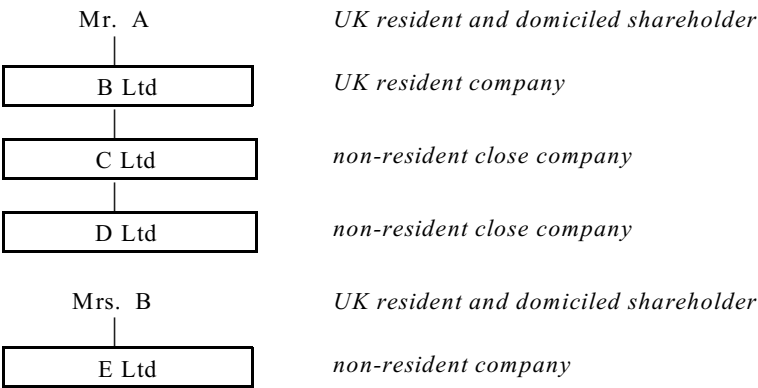 Mr. A UK resident and domiciled shareholder
B Ltd UK resident company
C Ltd non-resident close company
D Ltd non-resident close company
Mrs. B UK resident and domiciled shareholder
E Ltd non-resident company